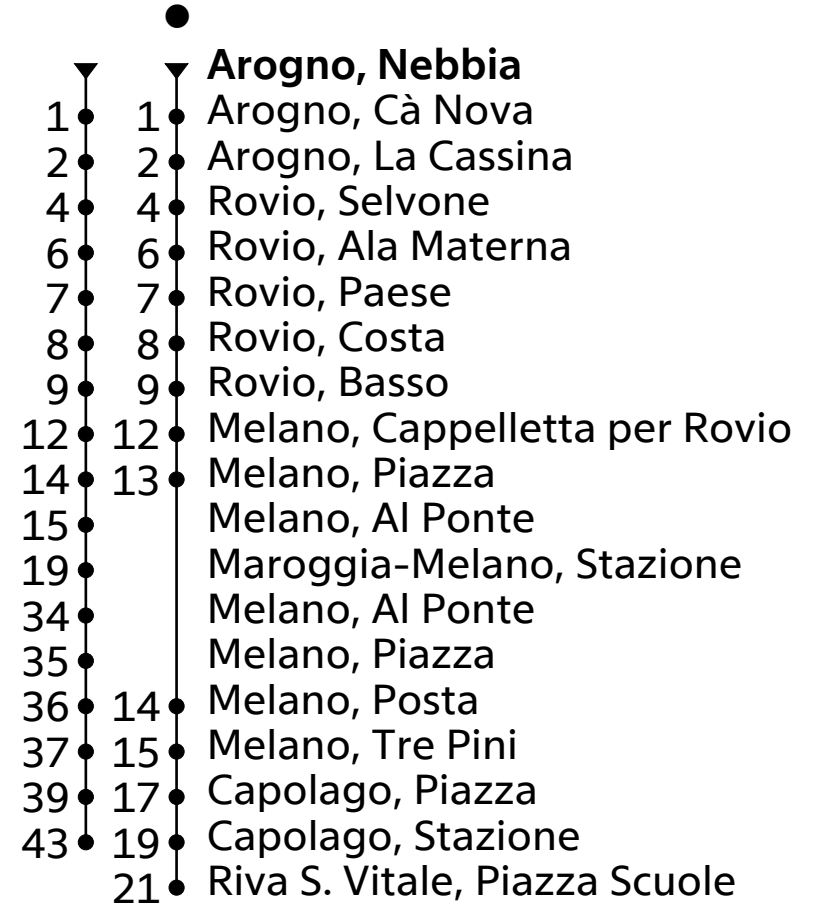 Arogno, Nebbia
1 1 Arogno, Cà Nova
2 2 Arogno, La Cassina
4 4 Rovio, Selvone
6 6 Rovio, Ala Materna
7 7 Rovio, Paese
8 8 Rovio, Costa
9 9 Rovio, Basso
12 12 Melano, Cappelletta per Rovio
14 13 Melano, Piazza
15 Melano, Al Ponte
19 Maroggia-Melano, Stazione
34 Melano, Al Ponte
35 Melano, Piazza
36 14 Melano, Posta
37 15 Melano, Tre Pini
39 17 Capolago, Piazza
43 19 Capolago, Stazione
21 Riva S. Vitale, Piazza Scuole